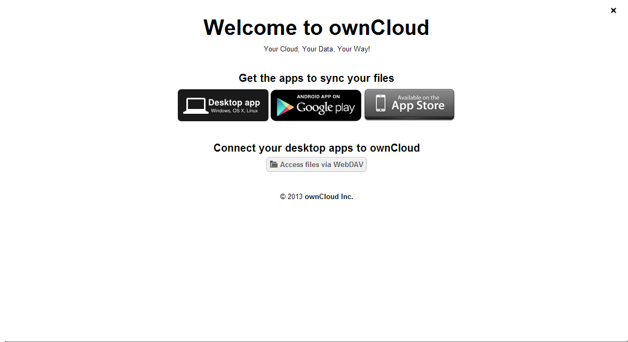 Welcome to ownCloud
Your Cloud, Your Data, Your Way!
Get the apps to sync your files
Desktop app
Windows, OS X, Linux
ANDROID APP ON
Google play
Available on the
App Store
Connect your desktop apps to ownCloud
Access files via WebDAV
© 2013 ownCloud Inc.